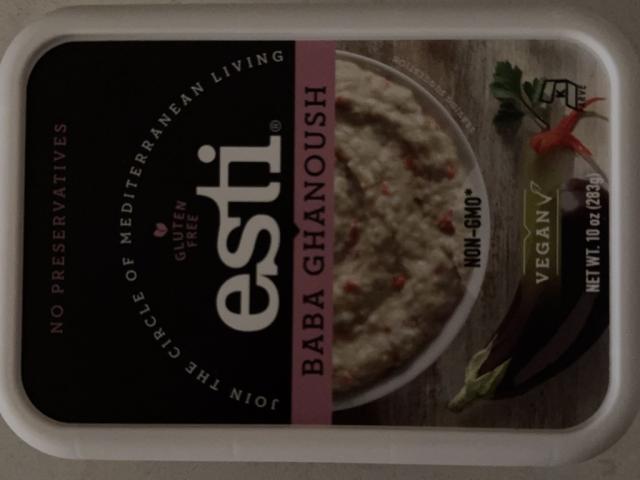 NO PRESERVATIVES
JOIN THE CIRCLE OF MEDITERRANEAN LIVING
GLUTEN
FREE
esti®
BABA GHANOUSH
NON-GMO*
VEGAN
K
NET WT. 10 oz (283g)